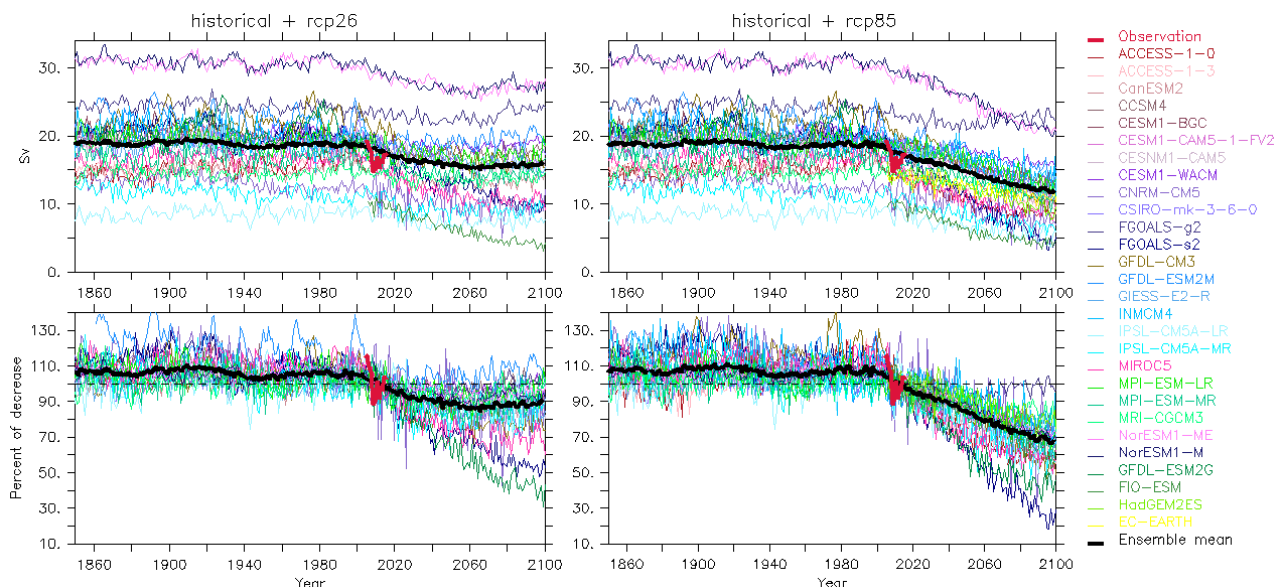 historical + rcp26
historical + rcp85
30.
20.
10.
0.
Sv
1860 1900 1940 1980 2020 2060 2100
30.
20.
10.
0.
1860 1900 1940 1980 2020 2060 2100
130.
110.
90.
70.
50.
30.
10.
Percent of decrease
1860 1900 1940 1980 2020 2060 2100
Year
130.
110.
90.
70.
50.
30.
10.
1860 1900 1940 1980 2020 2060 2100
Year
Observation
ACCESS-1-0
ACCESS-1-3
CanESM2
CCSM4
CESM1-BGC
CESM1-CAM5-1-FV2
CESNM1-CAM5
CESM1-WACM
CNRM-CM5
CSIRO-mk-3-6-0
FGOALS-g2
FGOALS-s2
GFDL-CM3
GFDL-ESM2M
GIESS-E2-R
INMCM4
IPSL-CM5A-LR
IPSL-CM5A-MR
MIROC5
MPI-ESM-LR
MPI-ESM-MR
MRI-CGCM3
NorESM1-ME
NorESM1-M
GFDL-ESM2G
FIO-ESM
HadGEM2ES
EC-EARTH
Ensemble mean